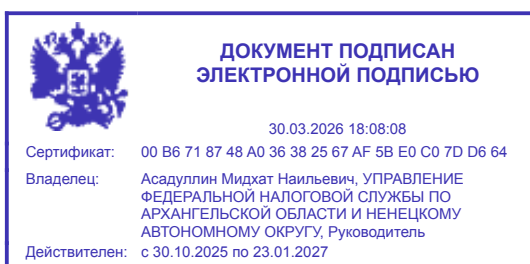 ДОКУМЕНТ ПОДПИСАН
ЭЛЕКТРОННОЙ ПОДПИСЬЮ
30.03.2026 18:08:08
Сертификат: 00 B6 71 87 48 A0 36 38 25 67 AF 5B E0 C0 7D D6 64
Владелец: Асадуллин Мидхат Наильевич, УПРАВЛЕНИЕ
ФЕДЕРАЛЬНОЙ НАЛОГОВОЙ СЛУЖБЫ ПО
АРХАНГЕЛЬСКОЙ ОБЛАСТИ И НЕНЕЦКОМУ
АВТОНОМНОМУ ОКРУГУ, Руководитель
Действителен: с 30.10.2025 по 23.01.2027